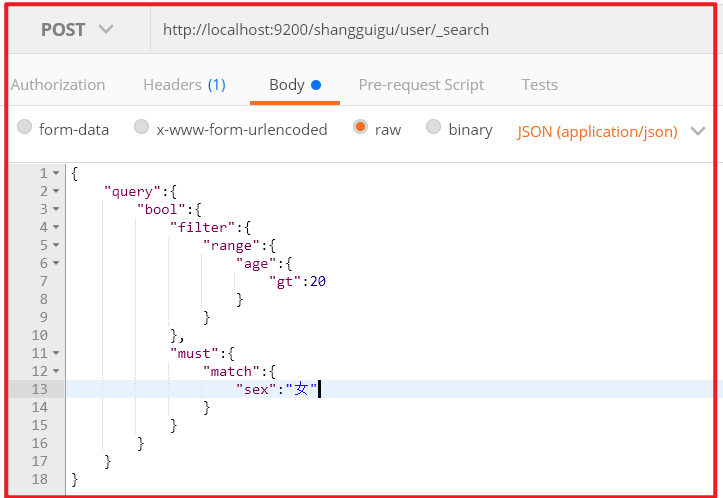 POST http://localhost:9200/shangguigu/user/_search
Authorization Headers (1) Body Pre-request Script Tests
form-data x-www-form-urlencoded raw binary JSON (application/json)
1 {
2 "query":{
3 "bool":{
4 "filter":{
5 "range":{
6 "age":{
7 "gt":20
8 }
9 }
10 },
11 "must":{
12 "match":{
13 "sex":"女"
14 }
15 }
16 }
17 }
18 }